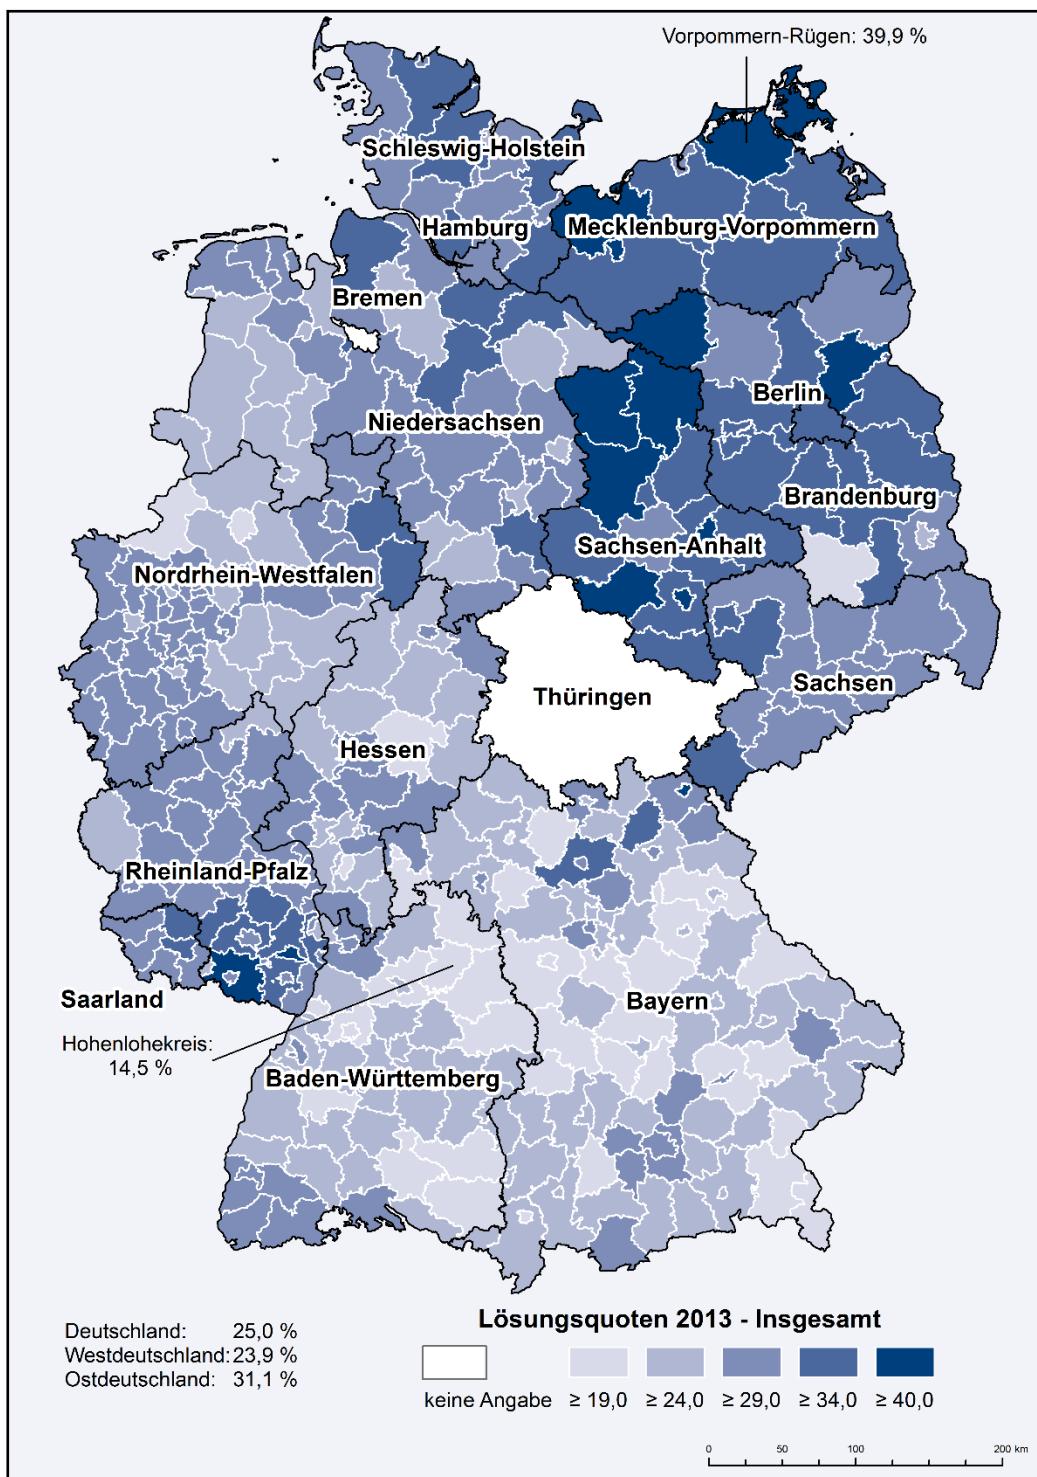 Vorpommern-Rügen: 39,9 %
Schleswig-Holstein
Hamburg
Mecklenburg-Vorpommern
Bremen
Berlin
Niedersachsen
Brandenburg
Sachsen-Anhalt
Nordrhein-Westfalen
Sachsen
Thüringen
Hessen
Rheinland-Pfalz
Saarland
Bayern
Hohenlohekreis:
14,5 %
Baden-Württemberg
Lösungsquoten 2013 - Insgesamt
Deutschland: 25,0 %
Westdeutschland: 23,9 %
Ostdeutschland: 31,1 %
keine Angabe ≥ 19,0 ≥ 24,0 ≥ 29,0 ≥ 34,0 ≥ 40,0
0 50 100 200 km